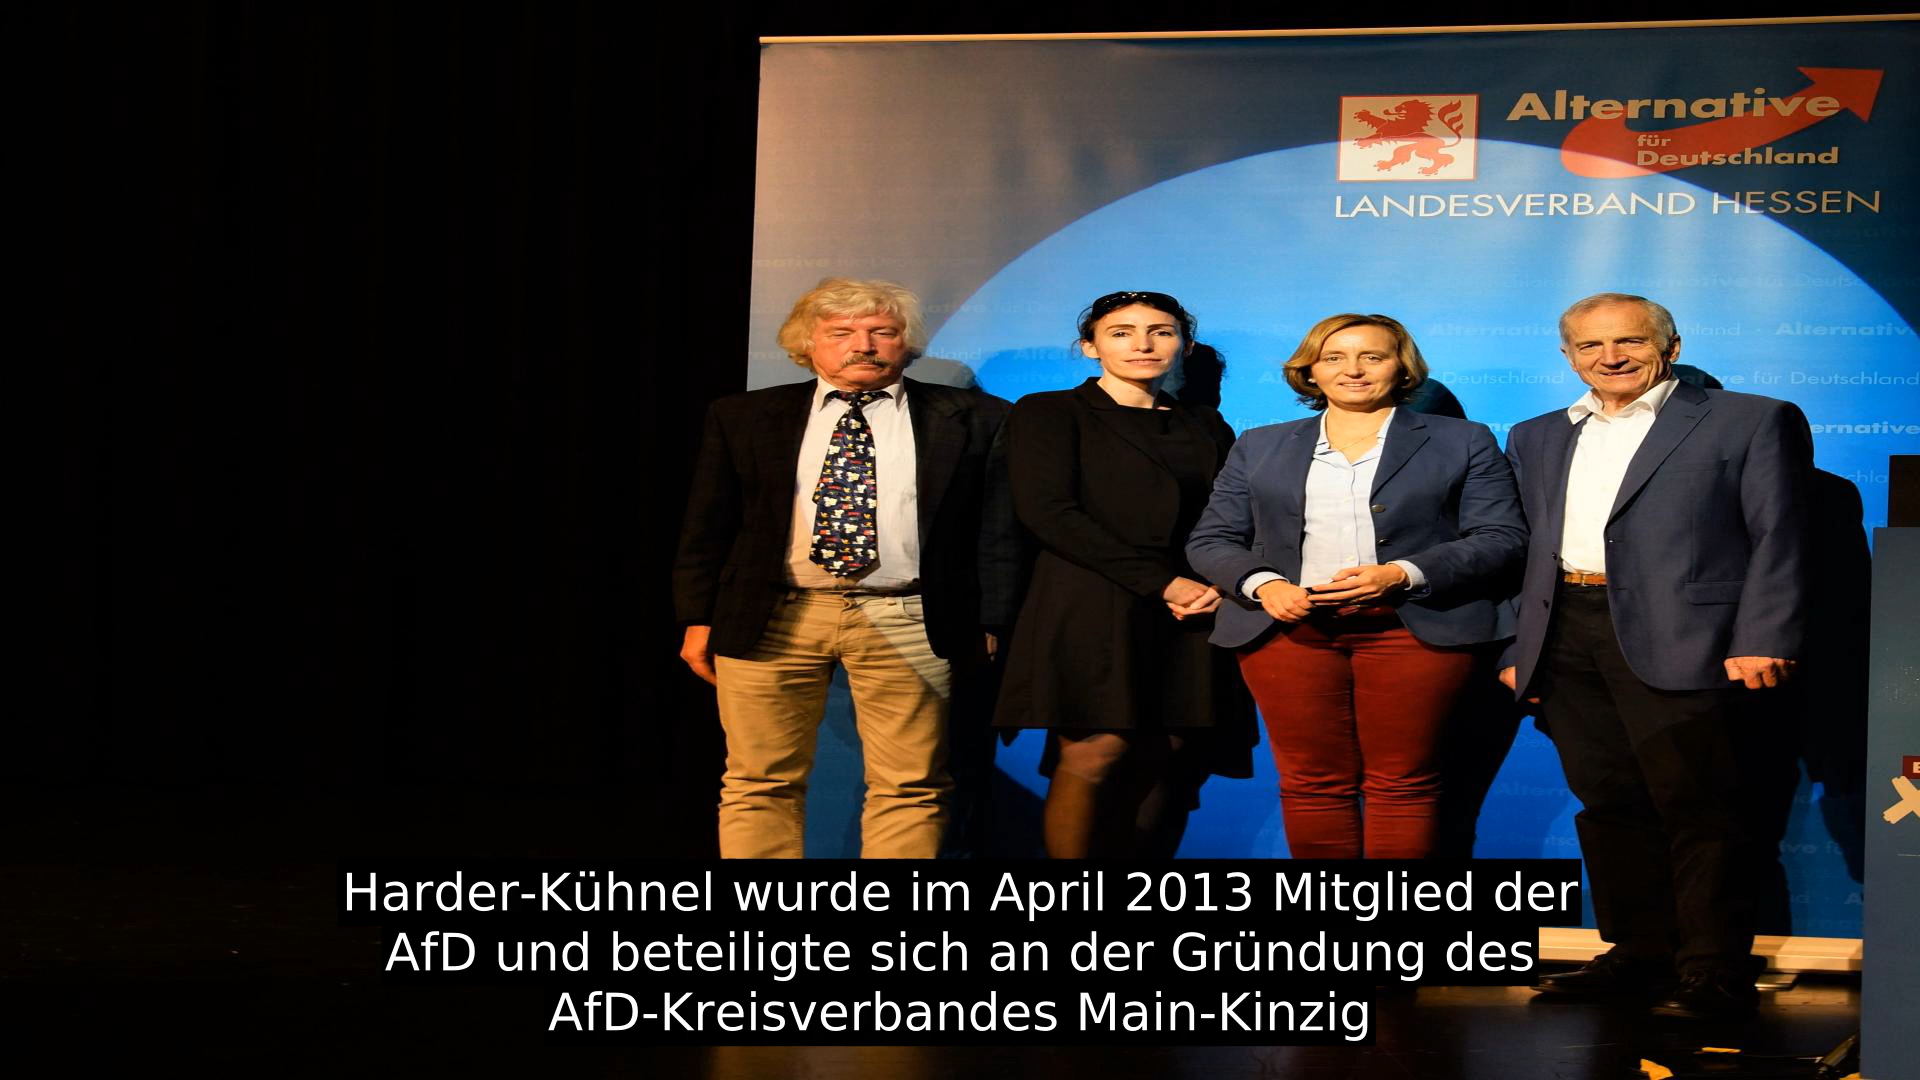 Alternative
für
Deutschland
LANDESVERBAND HESSEN
Harder-Kühnel wurde im April 2013 Mitglied der
AfD und beteiligte sich an der Gründung des
AfD-Kreisverbandes Main-Kinzig